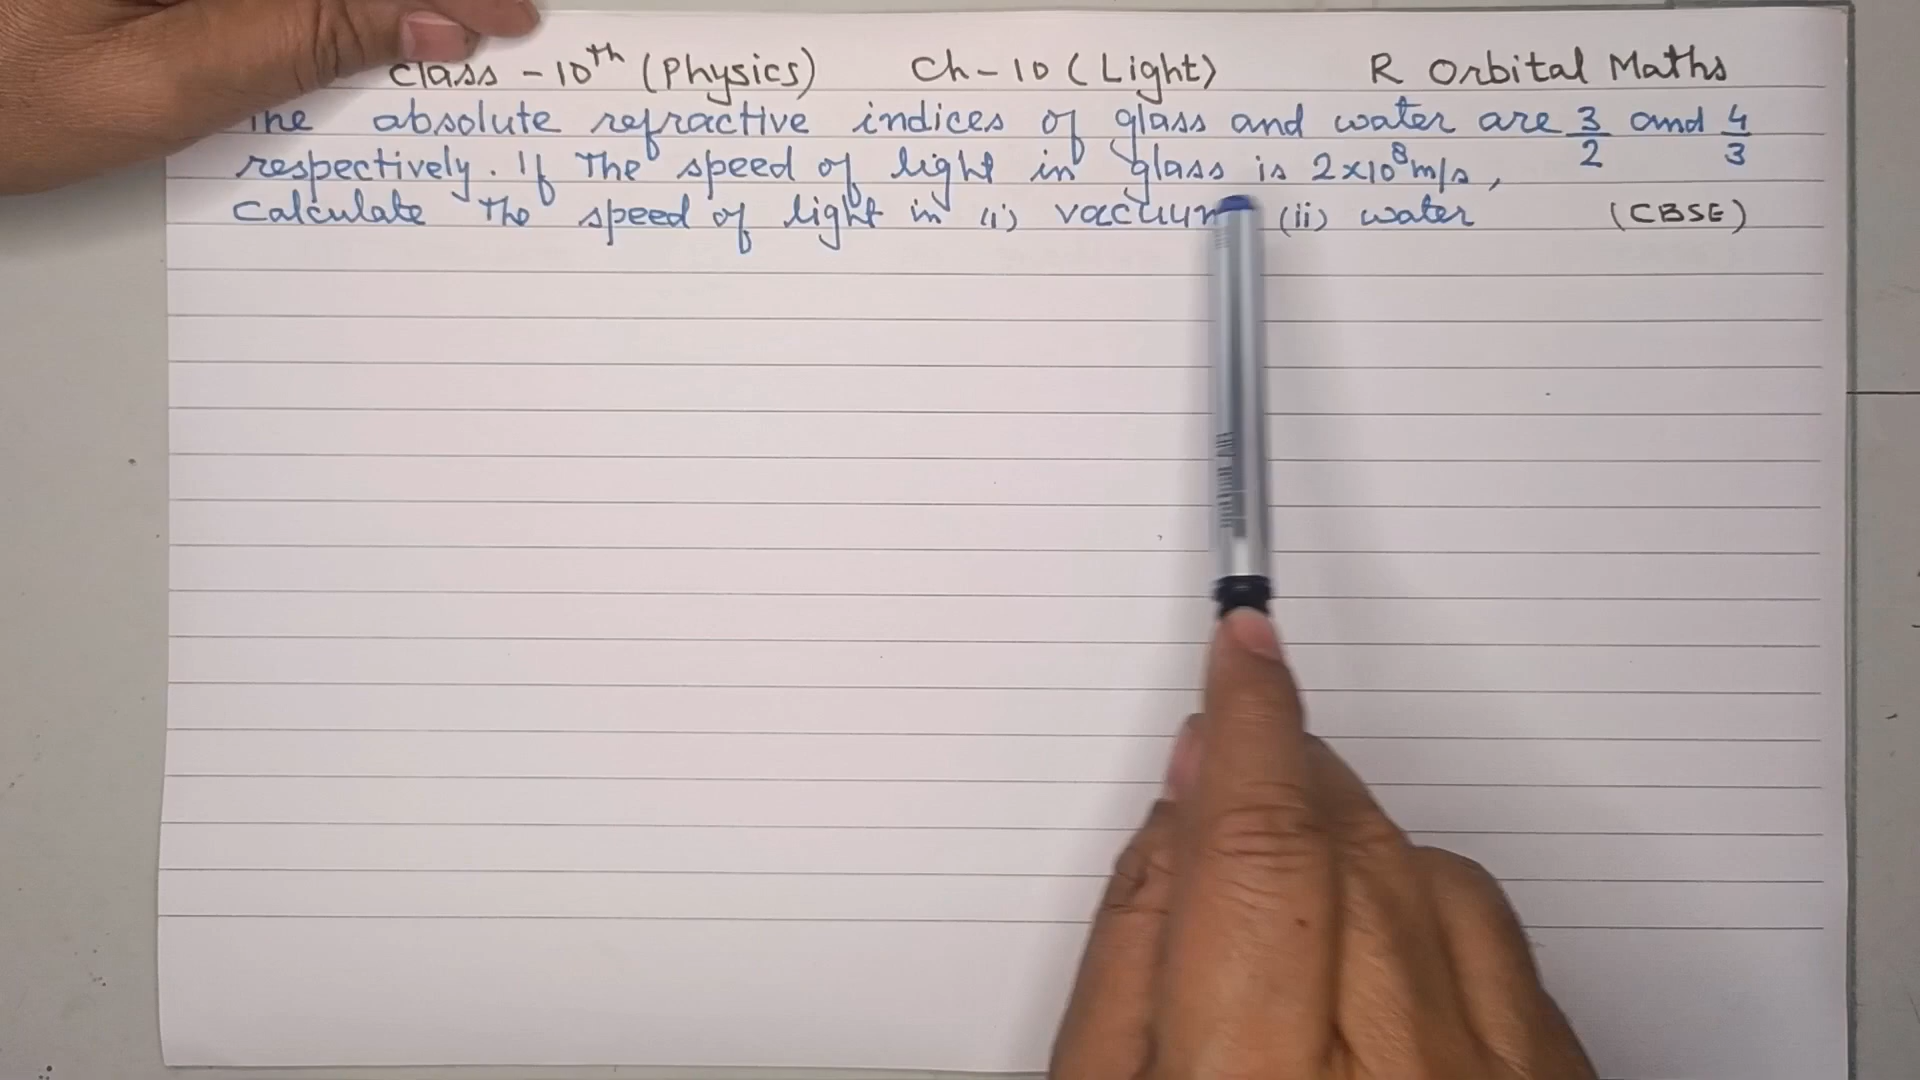 Class - 10th (Physics) Ch - 10 (Light) R Orbital Maths
The absolute refractive indices of glass and water are 3/2 and 4/3
respectively. If the speed of light in glass is 2×10⁸m/s,
Calculate the speed of light in (i) vacuum (ii) water (CBSE)